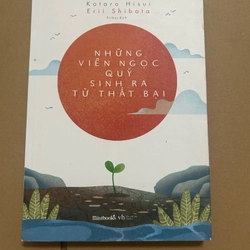 Kotaro Hisui
Eiji Shibata
NHỮNG
VIÊN NGỌC
QUÝ
SINH RA
TỪ THẤT BẠI